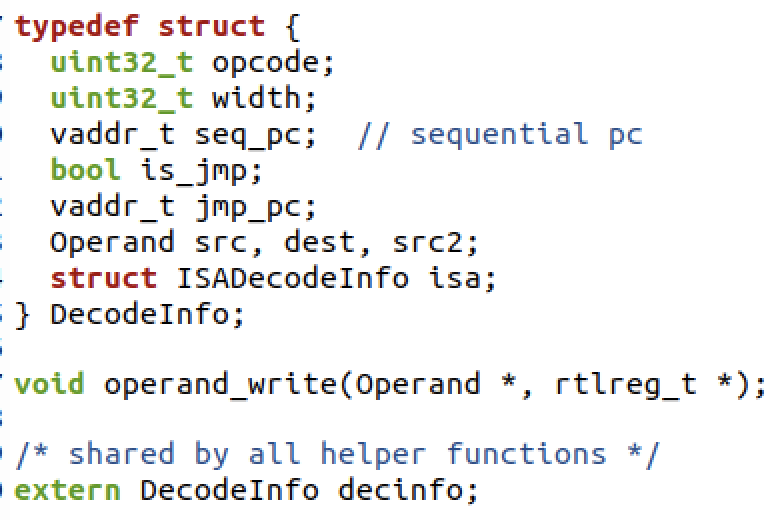 typedef struct {
  uint32_t opcode;
  uint32_t width;
  vaddr_t seq_pc;  // sequential pc
  bool is_jmp;
  vaddr_t jmp_pc;
  Operand src, dest, src2;
  struct ISADecodeInfo isa;
} DecodeInfo;

void operand_write(Operand *, rtlreg_t *);

/* shared by all helper functions */
extern DecodeInfo decinfo;